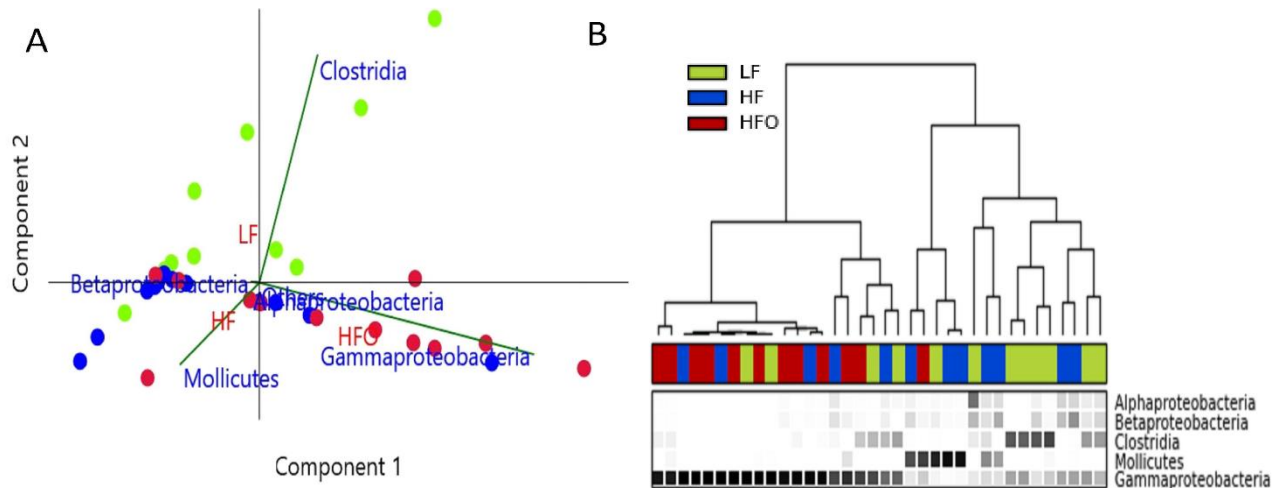 A
Component 2
Clostridia
LF
Betaproteobacteria
Others
Alphaproteobacteria
HF
HFO
Gammaproteobacteria
Mollicutes
Component 1
B
LF
HF
HFO
Alphaproteobacteria
Betaproteobacteria
Clostridia
Mollicutes
Gammaproteobacteria